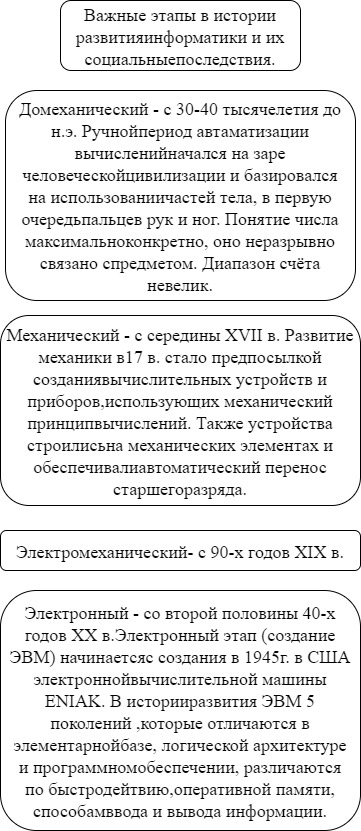 Важные этапы в истории
развитияинформатики и их
социальныепоследствия.
Домеханический - с 30-40 тысячелетия до
н.э. Ручнойпериод автаматизации
вычисленийначался на заре
человеческойцивилизации и базировался
на использованиичастей тела, в первую
очередьпальцев рук и ног. Понятие числа
максимальноконкретно, оно неразрывно
связано спредметом. Диапазон счёта
невелик.
Механический - с середины XVII в. Развитие
механики в17 в. стало предпосылкой
созданиявычислительных устройств и
приборов,использующих механический
принципвычислений. Также устройства
строилисьна механических элементах и
обеспечивалиавтоматический перенос
старшегоразряда.
Электромеханический- с 90-х годов XIX в.
Электронный - со второй половины 40-х
годов XX в.Электронный этап (создание
ЭВМ) начинаетсяс создания в 1945г. в США
электроннойвычислительной машины
ENIAK. В историиразвития ЭВМ 5
поколений ,которые отличаются в
элементарнойбазе, логической архитектуре
и программномобеспечении, различаются
по быстродейтвию,оперативной памяти,
способамввода и вывода информации.